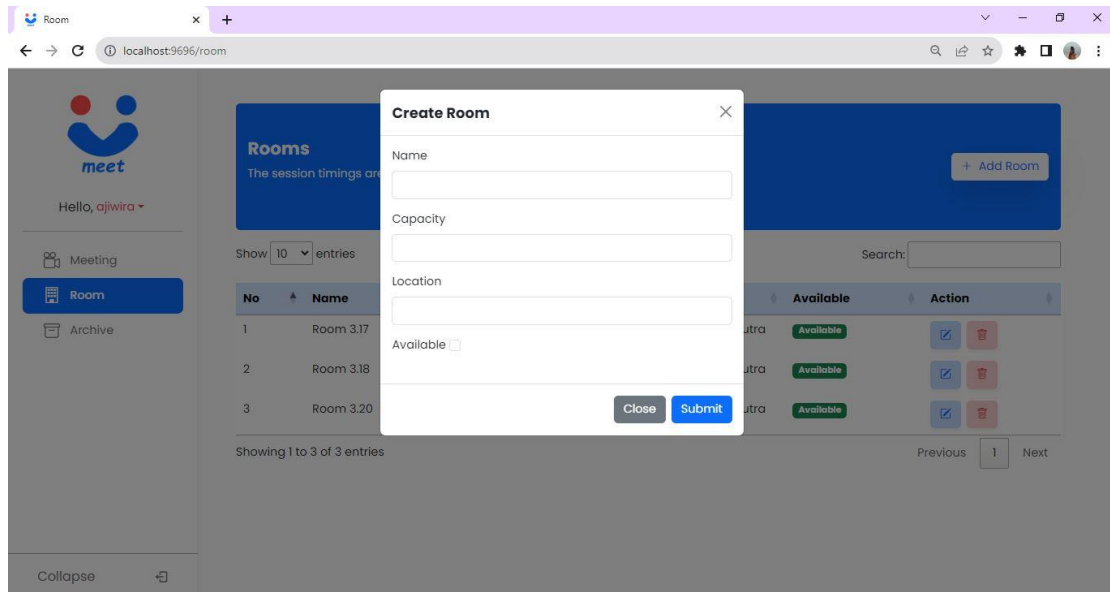 Room
localhost:9696/room
meet
Hello, ajiwira
Meeting
Room
Archive
Collapse
Rooms
The session timings are
+ Add Room
Show 10 entries
Search:
No Name Available Action
1 Room 3.17 utra Available
2 Room 3.18 utra Available
3 Room 3.20 utra Available
Showing 1 to 3 of 3 entries
Previous 1 Next
Create Room
Name
Capacity
Location
Available
Close Submit